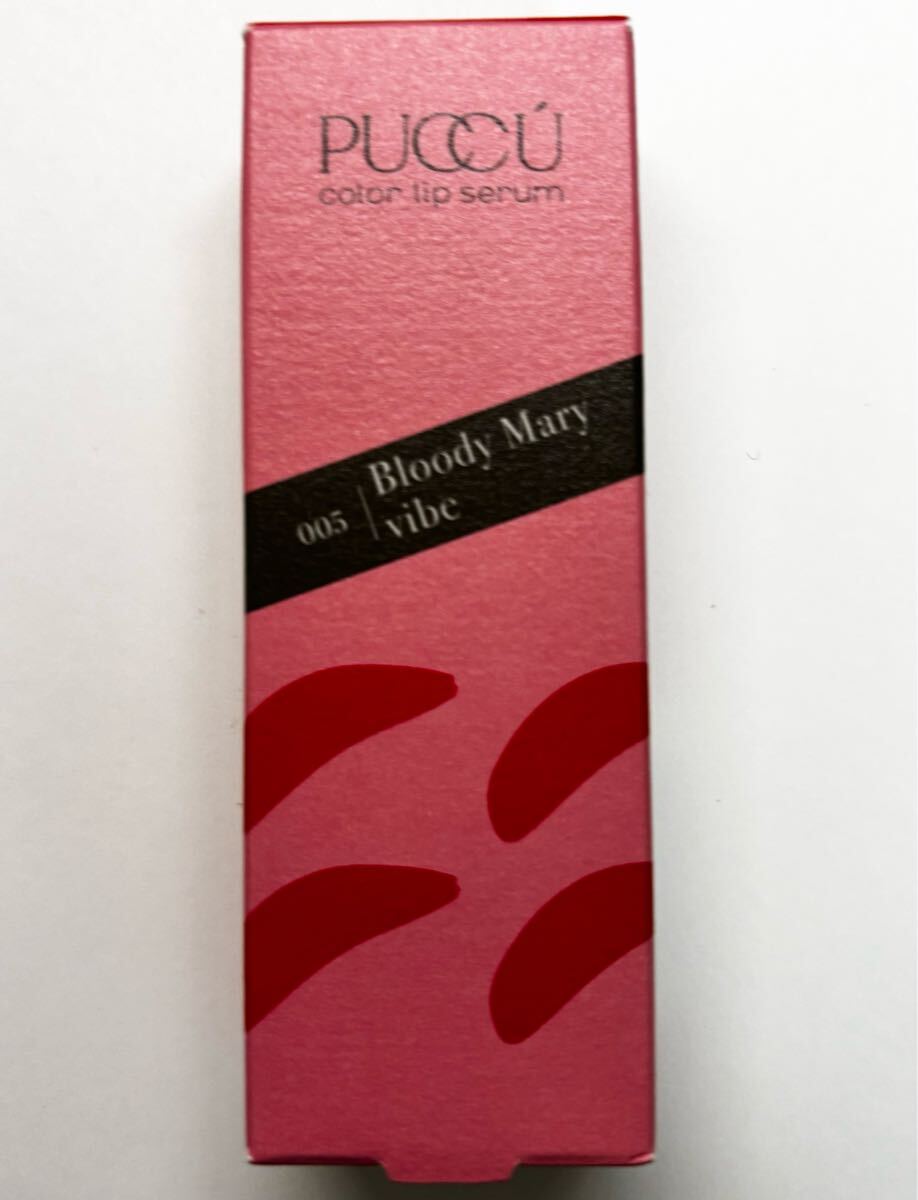 PUCCÚ
color lip serum
005 | Bloody Mary
vibe